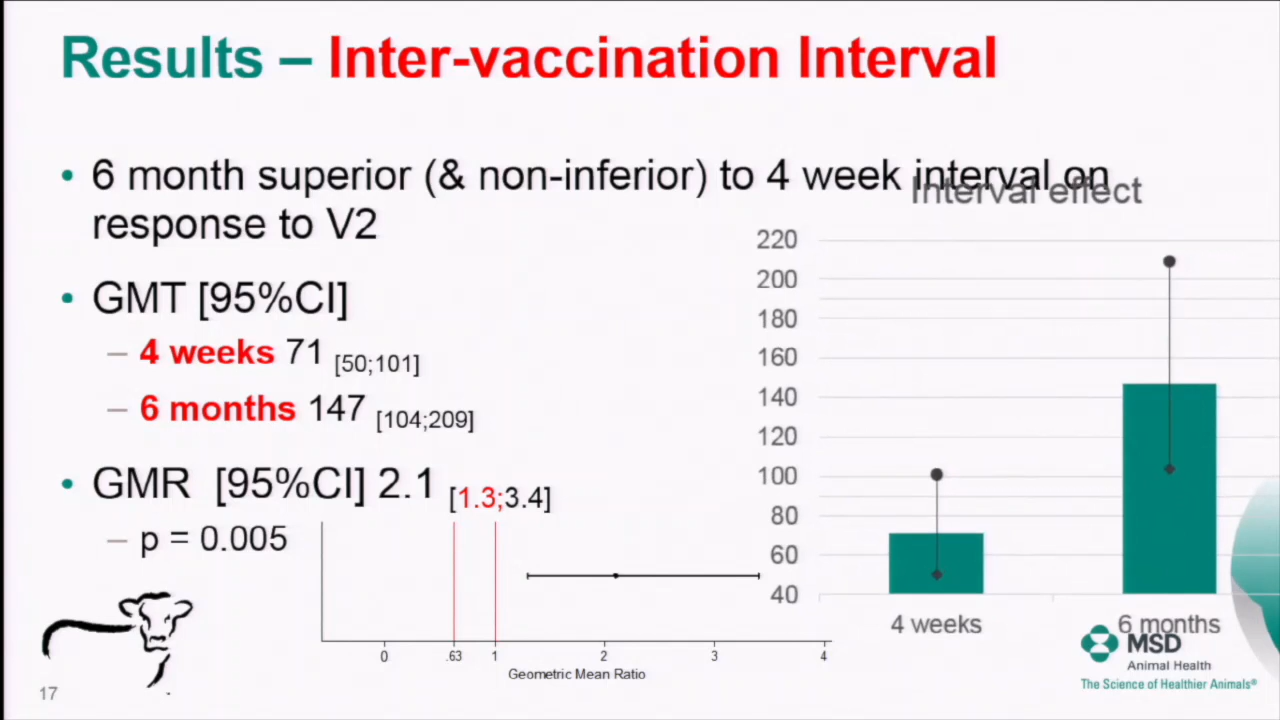 Results – Inter-vaccination Interval
• 6 month superior (& non-inferior) to 4 week interval on
response to V2
• GMT [95%CI]
– 4 weeks 71 [50;101]
– 6 months 147 [104;209]
• GMR [95%CI] 2.1 [1.3;3.4]
– p = 0.005
0 .63 1 2 3 4
Geometric Mean Ratio
Interval effect
220
200
180
160
140
120
100
80
60
40
4 weeks 6 months
MSD
Animal Health
The Science of Healthier Animals®
17